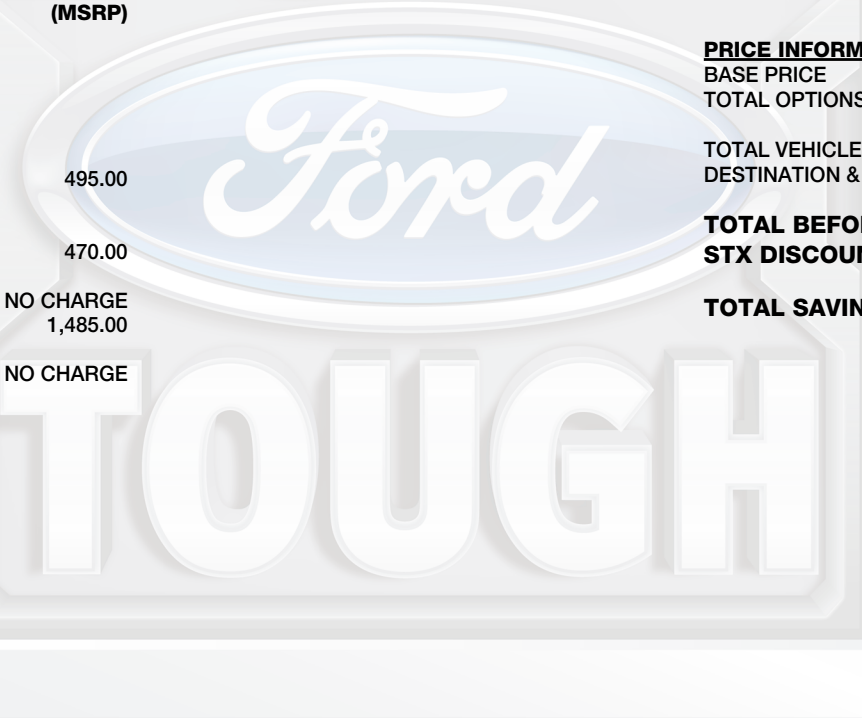 (MSRP)
495.00
470.00
NO CHARGE
1,485.00
NO CHARGE
PRICE INFORM
BASE PRICE
TOTAL OPTIONS
TOTAL VEHICLE
DESTINATION &
TOTAL BEFO
STX DISCOUN
TOTAL SAVIN
Ford
TOUGH